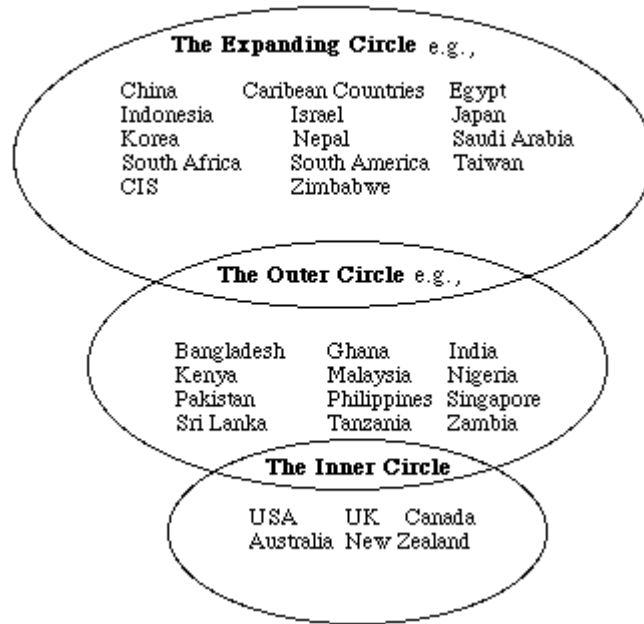 The Expanding Circle e.g.,
China Caribean Countries Egypt
Indonesia Israel Japan
Korea Nepal Saudi Arabia
South Africa South America Taiwan
CIS Zimbabwe
The Outer Circle e.g.,
Bangladesh Ghana India
Kenya Malaysia Nigeria
Pakistan Philippines Singapore
Sri Lanka Tanzania Zambia
The Inner Circle
USA UK Canada
Australia New Zealand